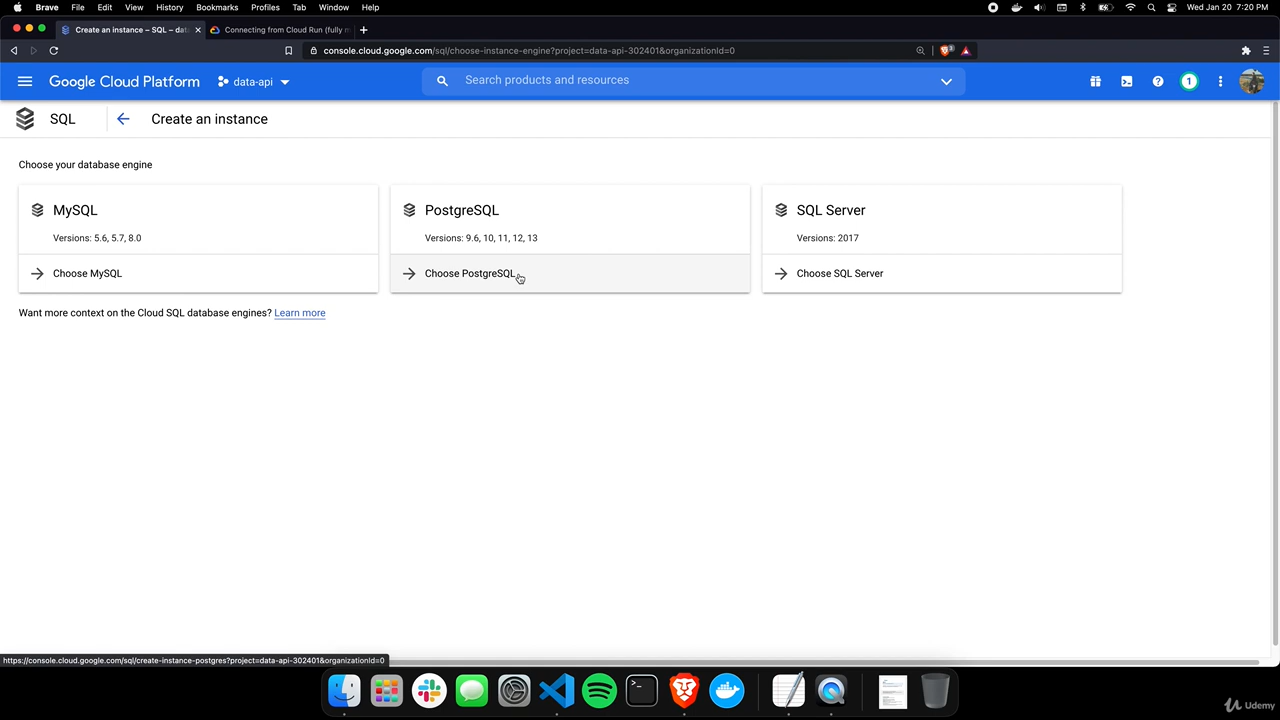 Brave File Edit View History Bookmarks Profiles Tab Window Help Wed Jan 20 7:20 PM
Create an instance – SQL – dat Connecting from Cloud Run (fully m
console.cloud.google.com/sql/choose-instance-engine?project=data-api-302401&organizationId=0
Google Cloud Platform data-api Search products and resources 1
SQL Create an instance
Choose your database engine
MySQL
Versions: 5.6, 5.7, 8.0
Choose MySQL
PostgreSQL
Versions: 9.6, 10, 11, 12, 13
Choose PostgreSQL
SQL Server
Versions: 2017
Choose SQL Server
Want more context on the Cloud SQL database engines? Learn more
https://console.cloud.google.com/sql/create-instance-postgres?project=data-api-302401&organizationId=0
Udemy